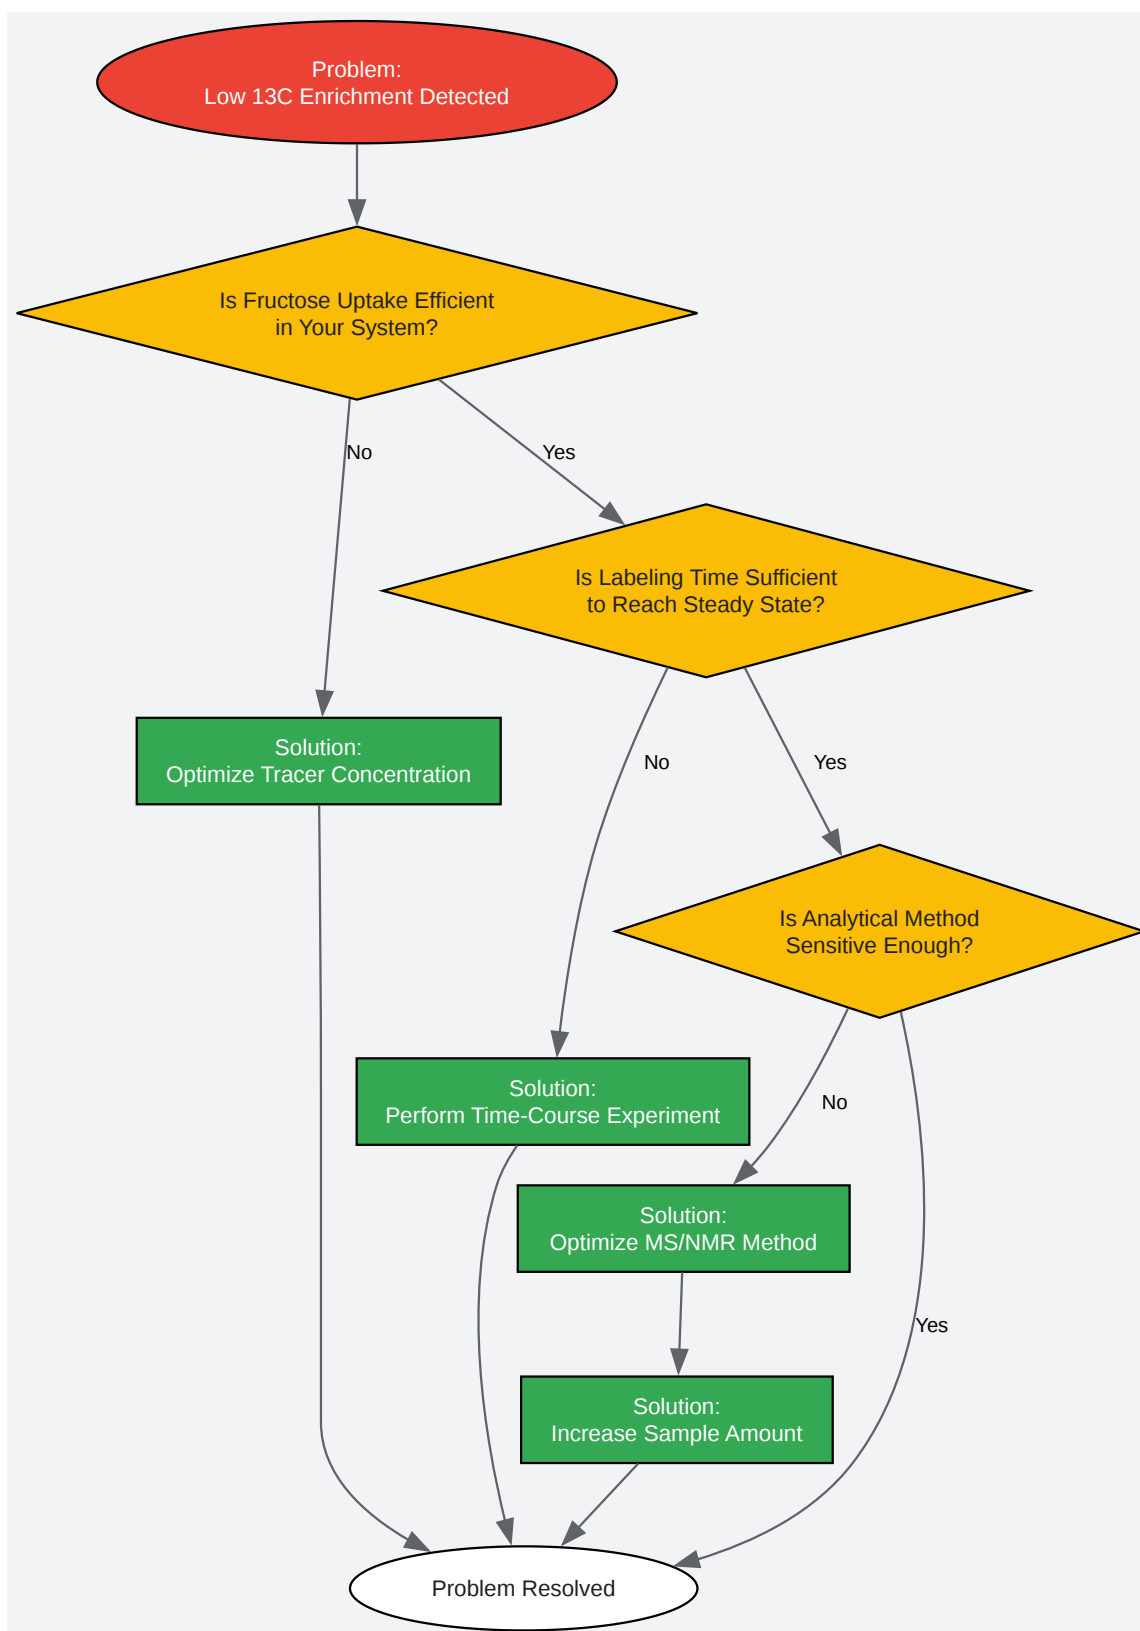 Problem:
Low 13C Enrichment Detected
Is Fructose Uptake Efficient
in Your System?
No
Yes
Is Labeling Time Sufficient
to Reach Steady State?
Solution:
Optimize Tracer Concentration
No
Yes
Is Analytical Method
Sensitive Enough?
Solution:
Perform Time-Course Experiment
No
Solution:
Optimize MS/NMR Method
Yes
Solution:
Increase Sample Amount
Problem Resolved